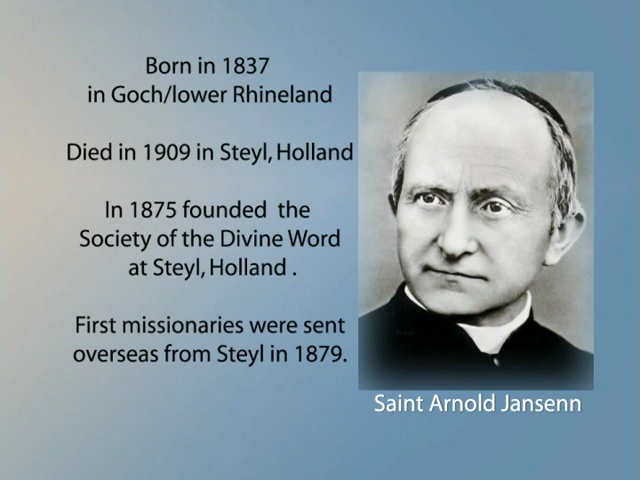 Born in 1837
in Goch/lower Rhineland
Died in 1909 in Steyl, Holland
In 1875 founded the
Society of the Divine Word
at Steyl, Holland .
First missionaries were sent
overseas from Steyl in 1879.
Saint Arnold Jansenn